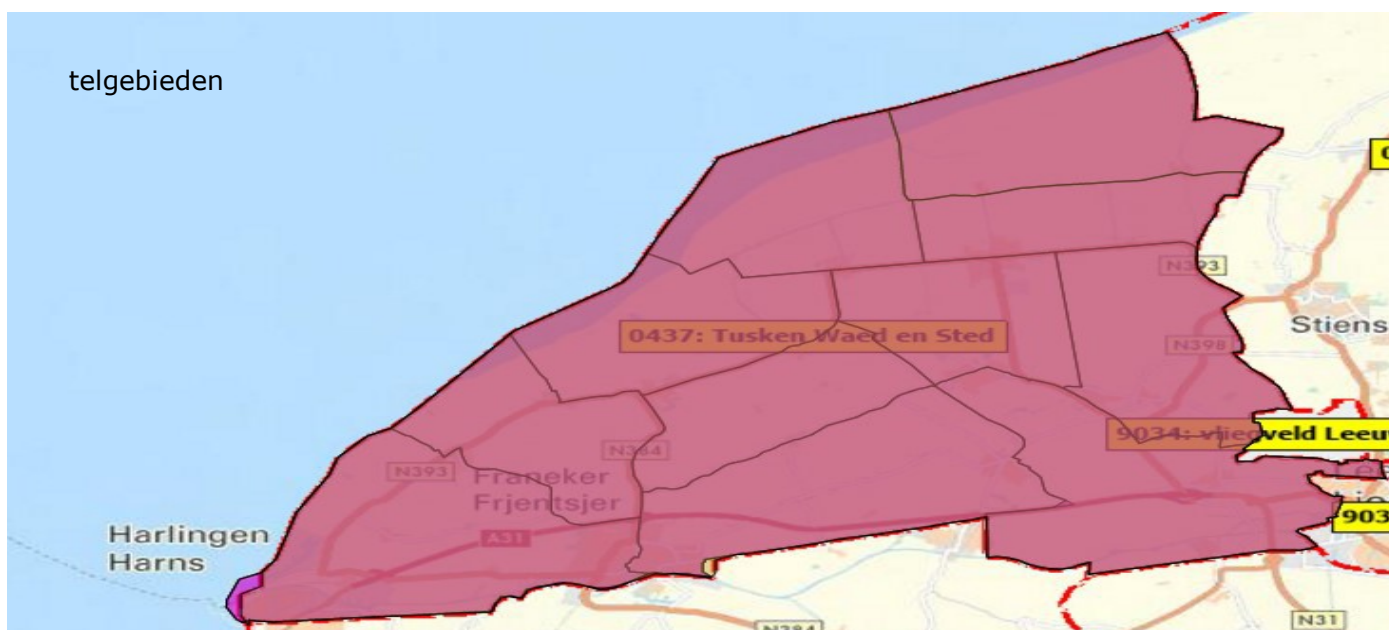 telgebieden
N393
Stiens
0437: Tusken Waed en Sted
N398
9034: vliegveld Leeu
N384
N393
Franeker
Frjentsjer
903
Harlingen
Harns
A31
N31
N384